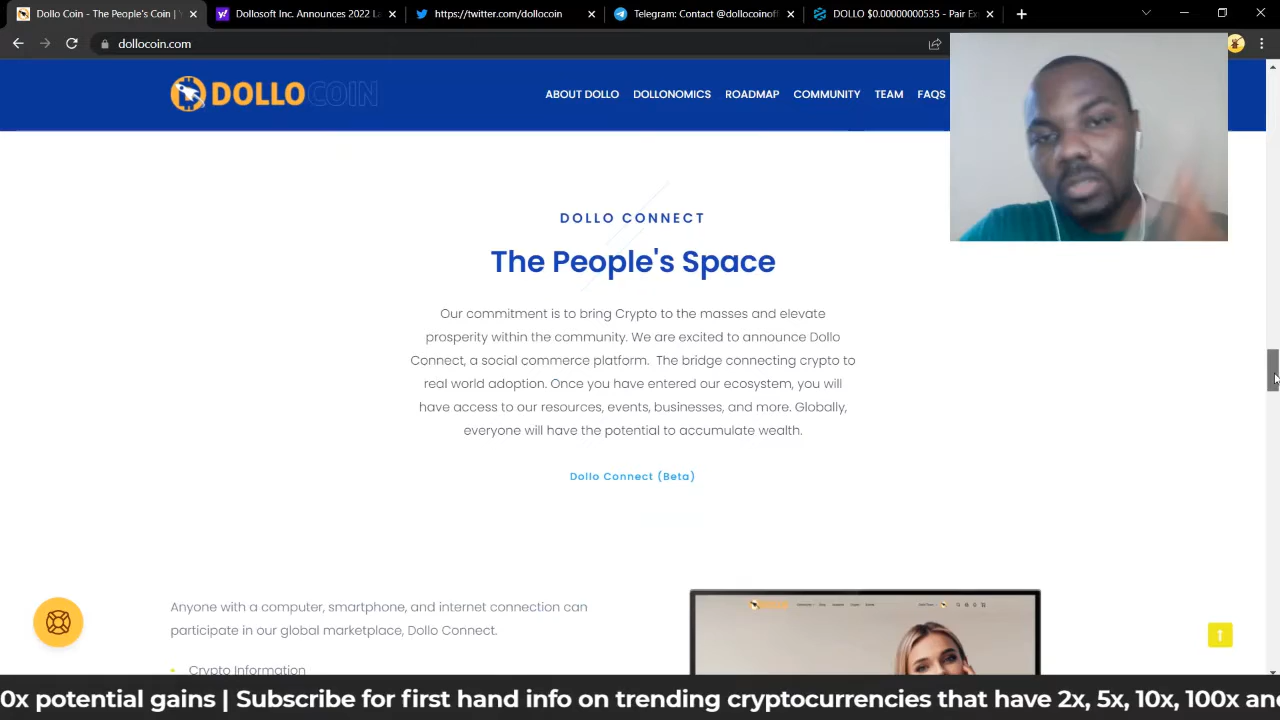 Dollo Coin - The People's Coin |
Dollosoft Inc. Announces 2022 L
https://twitter.com/dollocoin
Telegram: Contact @dollocoinoff
DOLLO $0.00000000535 - Pair Ex
dollocoin.com
DOLLOCOIN
ABOUT DOLLO
DOLLONOMICS
ROADMAP
COMMUNITY
TEAM
FAQS
DOLLO CONNECT
The People's Space
Our commitment is to bring Crypto to the masses and elevate
prosperity within the community. We are excited to announce Dollo
Connect, a social commerce platform. The bridge connecting crypto to
real world adoption. Once you have entered our ecosystem, you will
have access to our resources, events, businesses, and more. Globally,
everyone will have the potential to accumulate wealth.
Dollo Connect (Beta)
Anyone with a computer, smartphone, and internet connection can
participate in our global marketplace, Dollo Connect.
Crypto Information
0x potential gains | Subscribe for first hand info on trending cryptocurrencies that have 2x, 5x, 10x, 100x and